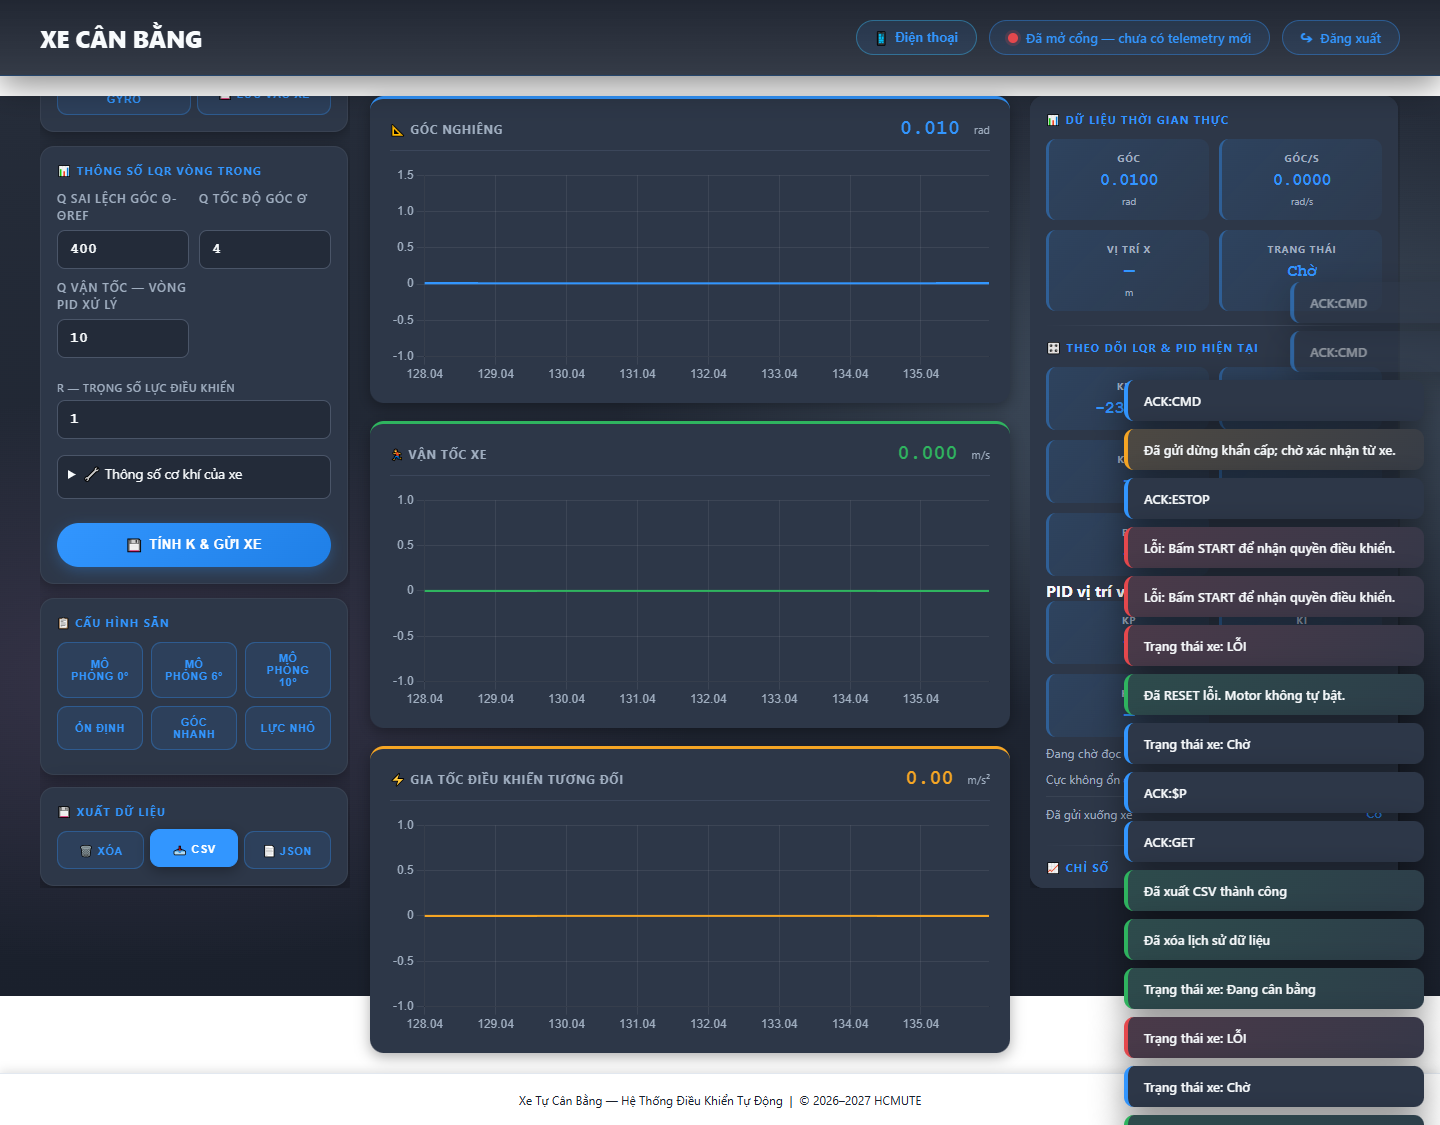 XE CÂN BẰNG
Điện thoại
Đã mở cổng — chưa có telemetry mới
Đăng xuất
GYRO
THÔNG SỐ LQR VÒNG TRONG
Q SAI LỆCH GÓC Θ-ΘREF
Q TỐC ĐỘ GÓC Θ̇
400
4
Q VẬN TỐC — VÒNG PID XỬ LÝ
10
R — TRỌNG SỐ LỰC ĐIỀU KHIỂN
1
Thông số cơ khí của xe
TÍNH K & GỬI XE
CẤU HÌNH SẴN
MÔ PHỎNG 0°
MÔ PHỎNG 6°
MÔ PHỎNG 10°
ỔN ĐỊNH
GÓC NHANH
LỰC NHỎ
XUẤT DỮ LIỆU
XÓA
CSV
JSON
GÓC NGHIÊNG
0.010 rad
1.5
1.0
0.5
0
-0.5
-1.0
128.04 129.04 130.04 131.04 132.04 133.04 134.04 135.04
VẬN TỐC XE
0.000 m/s
1.0
0.5
0
-0.5
-1.0
128.04 129.04 130.04 131.04 132.04 133.04 134.04 135.04
GIA TỐC ĐIỀU KHIỂN TƯƠNG ĐỐI
0.00 m/s²
1.0
0.5
0
-0.5
-1.0
128.04 129.04 130.04 131.04 132.04 133.04 134.04 135.04
DỮ LIỆU THỜI GIAN THỰC
GÓC
0.0100
rad
GÓC/S
0.0000
rad/s
VỊ TRÍ X
—
m
TRẠNG THÁI
Chờ
THEO DÕI LQR & PID HIỆN TẠI
-23
PID vị trí v
KP
KI
Đang chờ đọc
Cực không ổn
Đã gửi xuống xe
Có
CHỈ SỐ
ACK:CMD
ACK:CMD
ACK:CMD
Đã gửi dừng khẩn cấp; chờ xác nhận từ xe.
ACK:ESTOP
Lỗi: Bấm START để nhận quyền điều khiển.
Lỗi: Bấm START để nhận quyền điều khiển.
Trạng thái xe: LỖI
Đã RESET lỗi. Motor không tự bật.
Trạng thái xe: Chờ
ACK:$P
ACK:GET
Đã xuất CSV thành công
Đã xóa lịch sử dữ liệu
Trạng thái xe: Đang cân bằng
Trạng thái xe: LỖI
Trạng thái xe: Chờ
Xe Tự Cân Bằng — Hệ Thống Điều Khiển Tự Động | © 2026–2027 HCMUTE